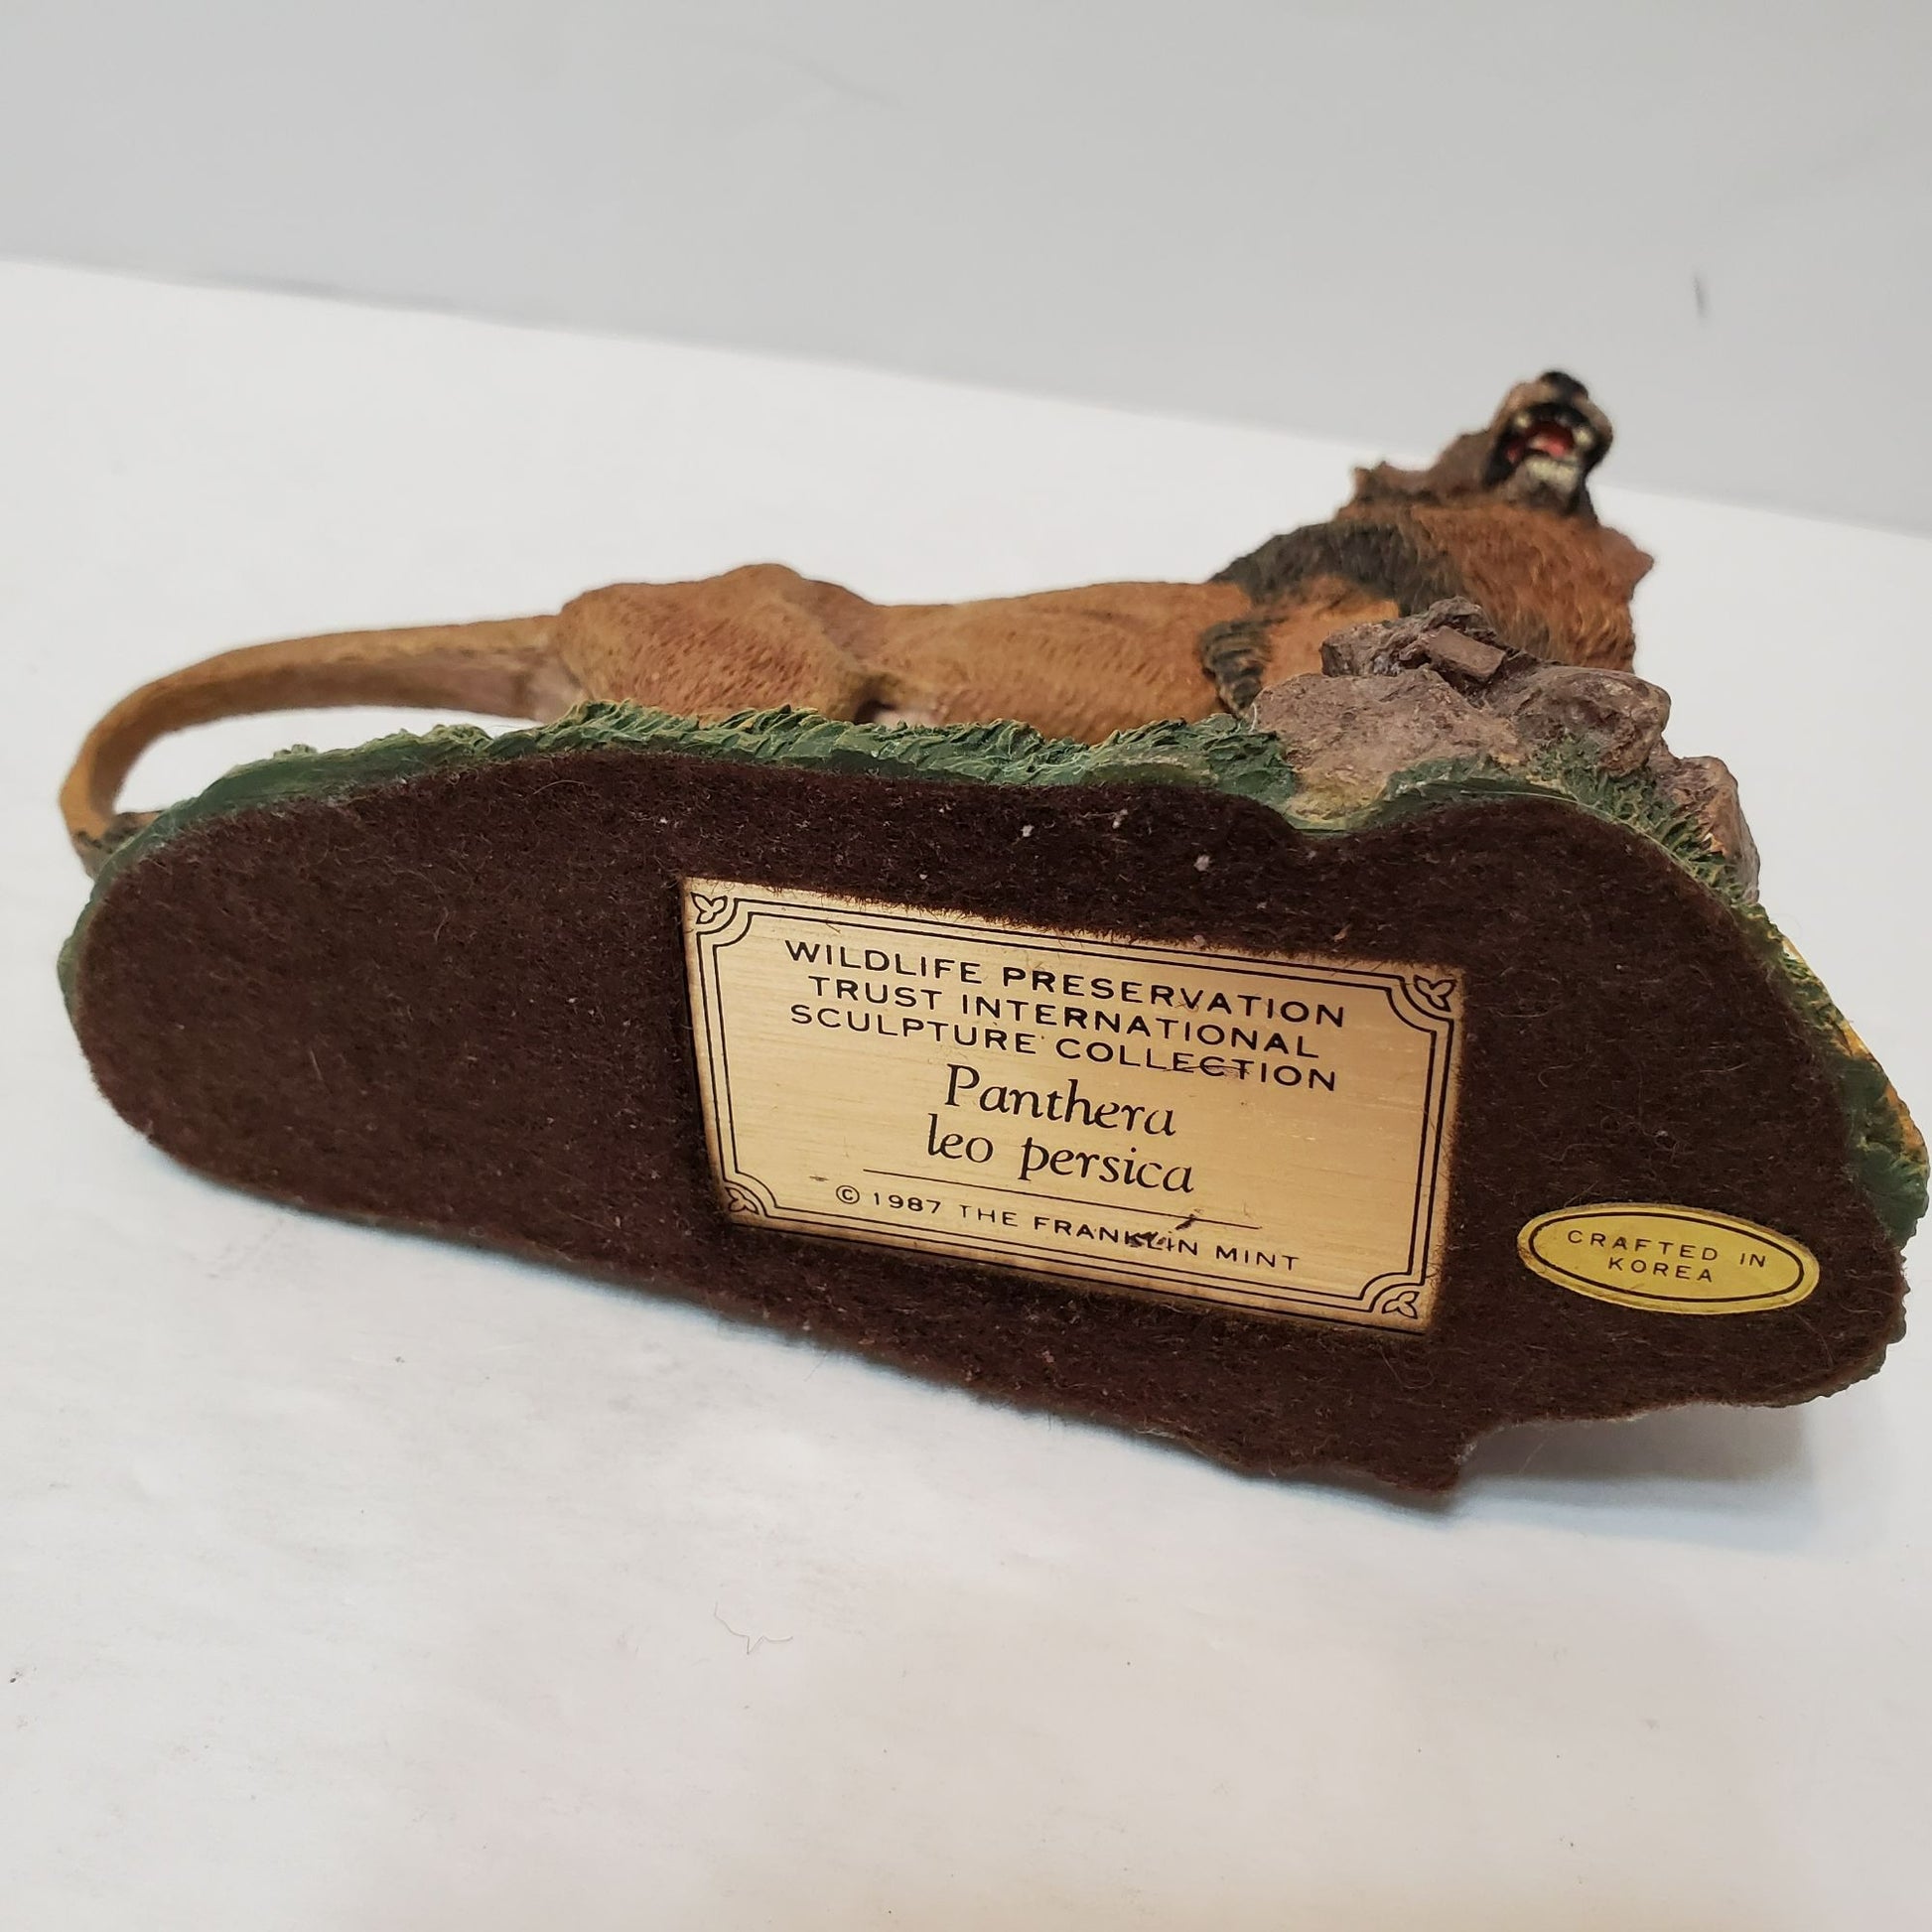 WILDLIFE PRESERVATION
TRUST INTERNATIONAL
SCULPTURE COLLECTION
Panthera
leo persica
© 1987 THE FRANKLIN MINT
CRAFTED IN
KOREA